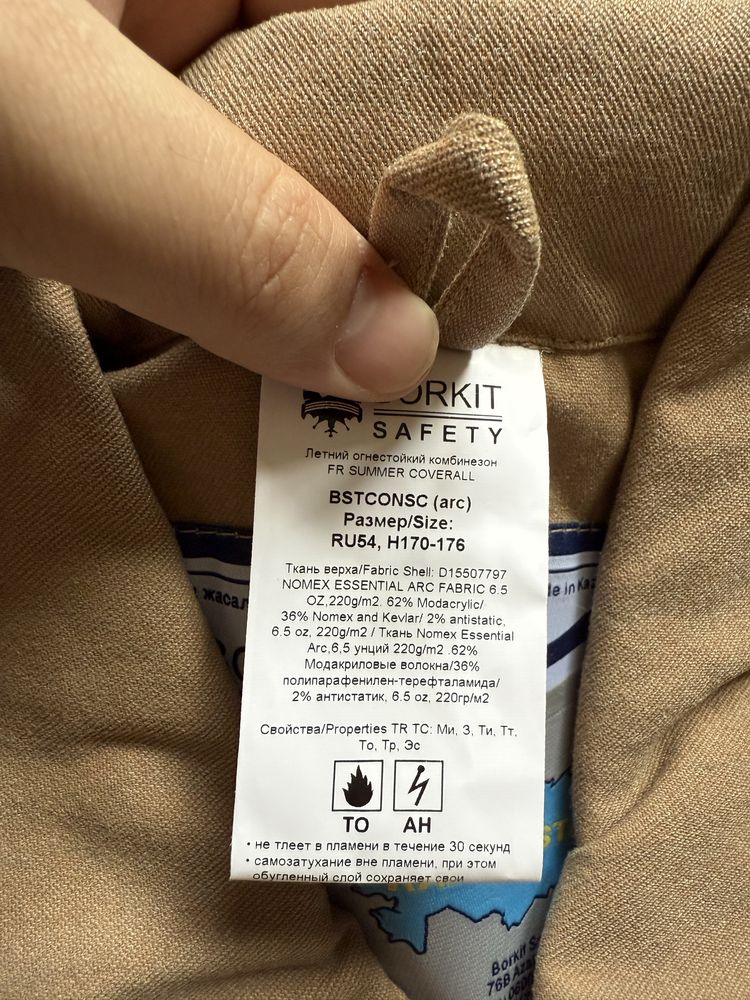 SAFETY
Летний огнестойкий комбинезон
FR SUMMER COVERALL
BSTCONSC (arc)
Размер/Size:
RU54, H170-176
Ткань верха/Fabric Shell: D15507797
NOMEX ESSENTIAL ARC FABRIC 6.5
OZ,220g/m2. 62% Modacrylic/
36% Nomex and Kevlar/ 2% antistatic,
6.5 oz, 220g/m2 / Ткань Nomex Essential
Arc,6,5 унций 220g/m2 .62%
Модакриловые волокна/36%
полипарафенилен-терефталамида/
2% антистатик, 6.5 oz, 220гр/м2
Свойства/Properties TR TC: Ми, З, Ти, Тт,
То, Тр, Эс
ТО АН
• не тлеет в пламени в течение 30 секунд
• самозатухание вне пламени, при этом
обугленный слой сохраняет свои
in
Borkit
76B